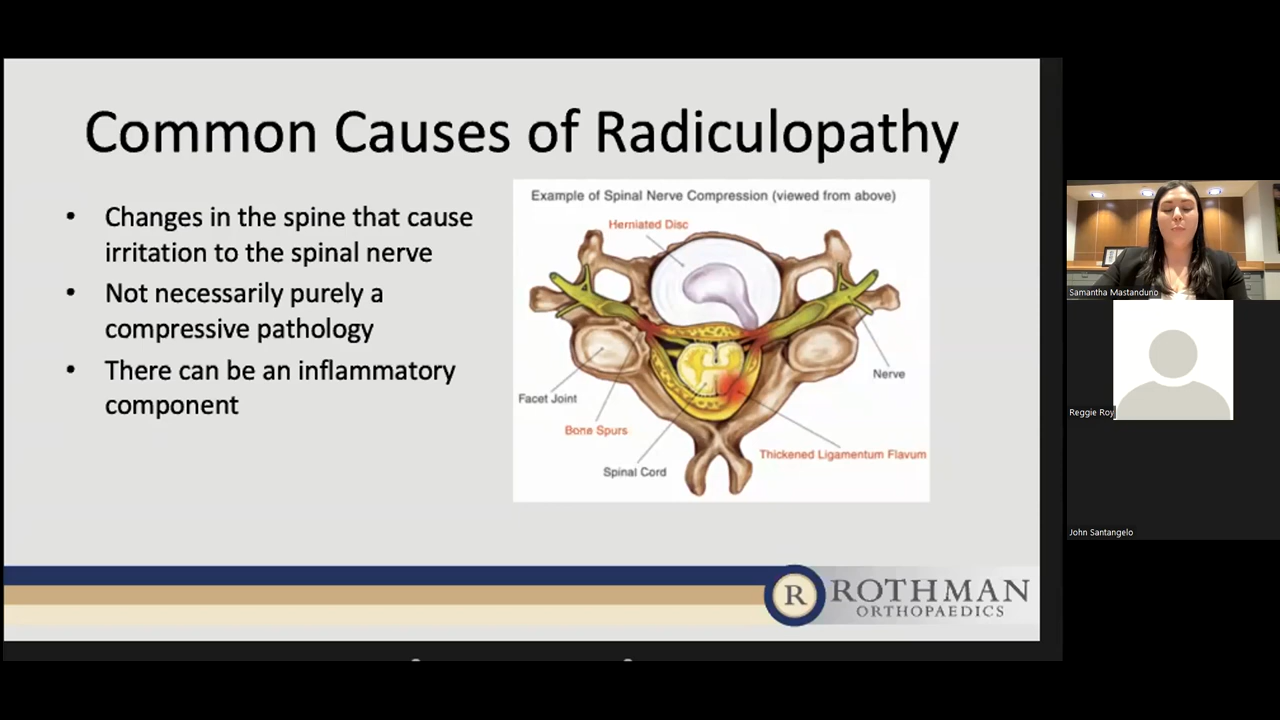 Common Causes of Radiculopathy
• Changes in the spine that cause
irritation to the spinal nerve
• Not necessarily purely a
compressive pathology
• There can be an inflammatory
component
Example of Spinal Nerve Compression (viewed from above)
Herniated Disc
Nerve
Facet Joint
Bone Spurs
Thickened Ligamentum Flavum
Spinal Cord
R
ROTHMAN
ORTHOPAEDICS
Samantha Mastanduno
Reggie Roy
John Santangelo